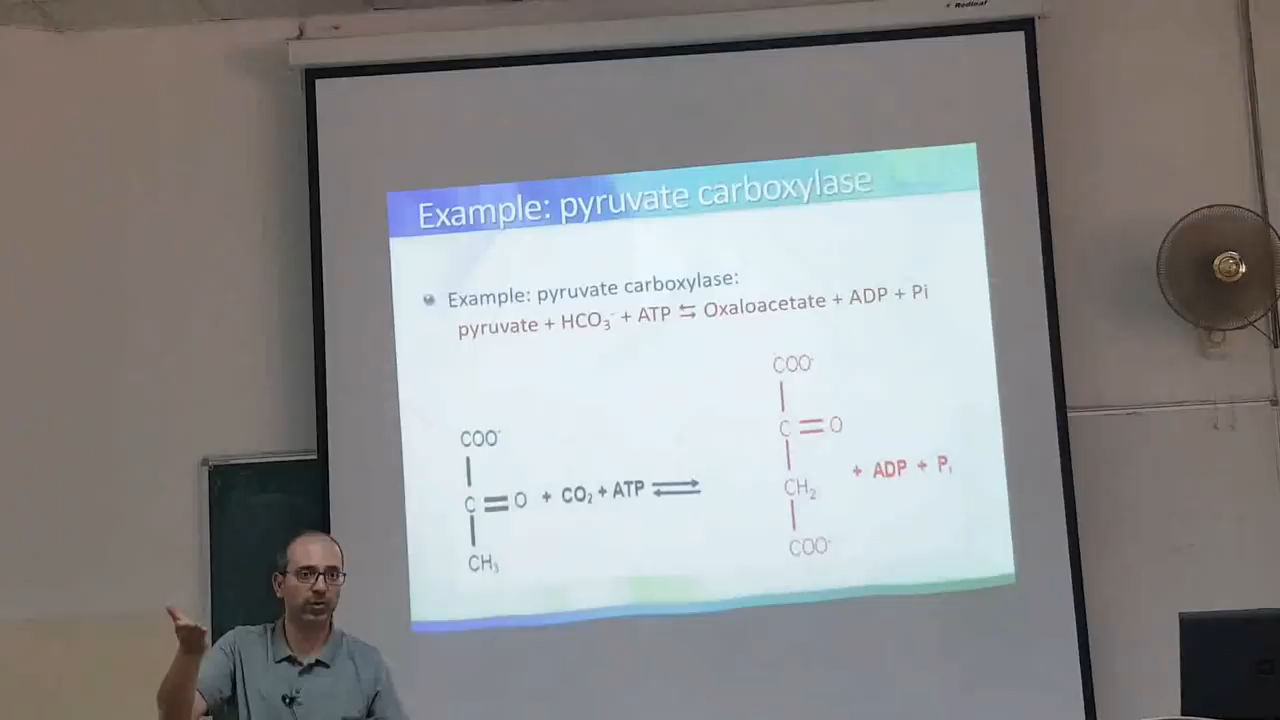 Redleaf
Example: pyruvate carboxylase
Example: pyruvate carboxylase:
pyruvate + HCO₃⁻ + ATP ⇆ Oxaloacetate + ADP + Pi
COO⁻
C = O + CO₂ + ATP ⇌
CH₃
COO⁻
C = O
+ ADP + Pᵢ
CH₂
COO⁻